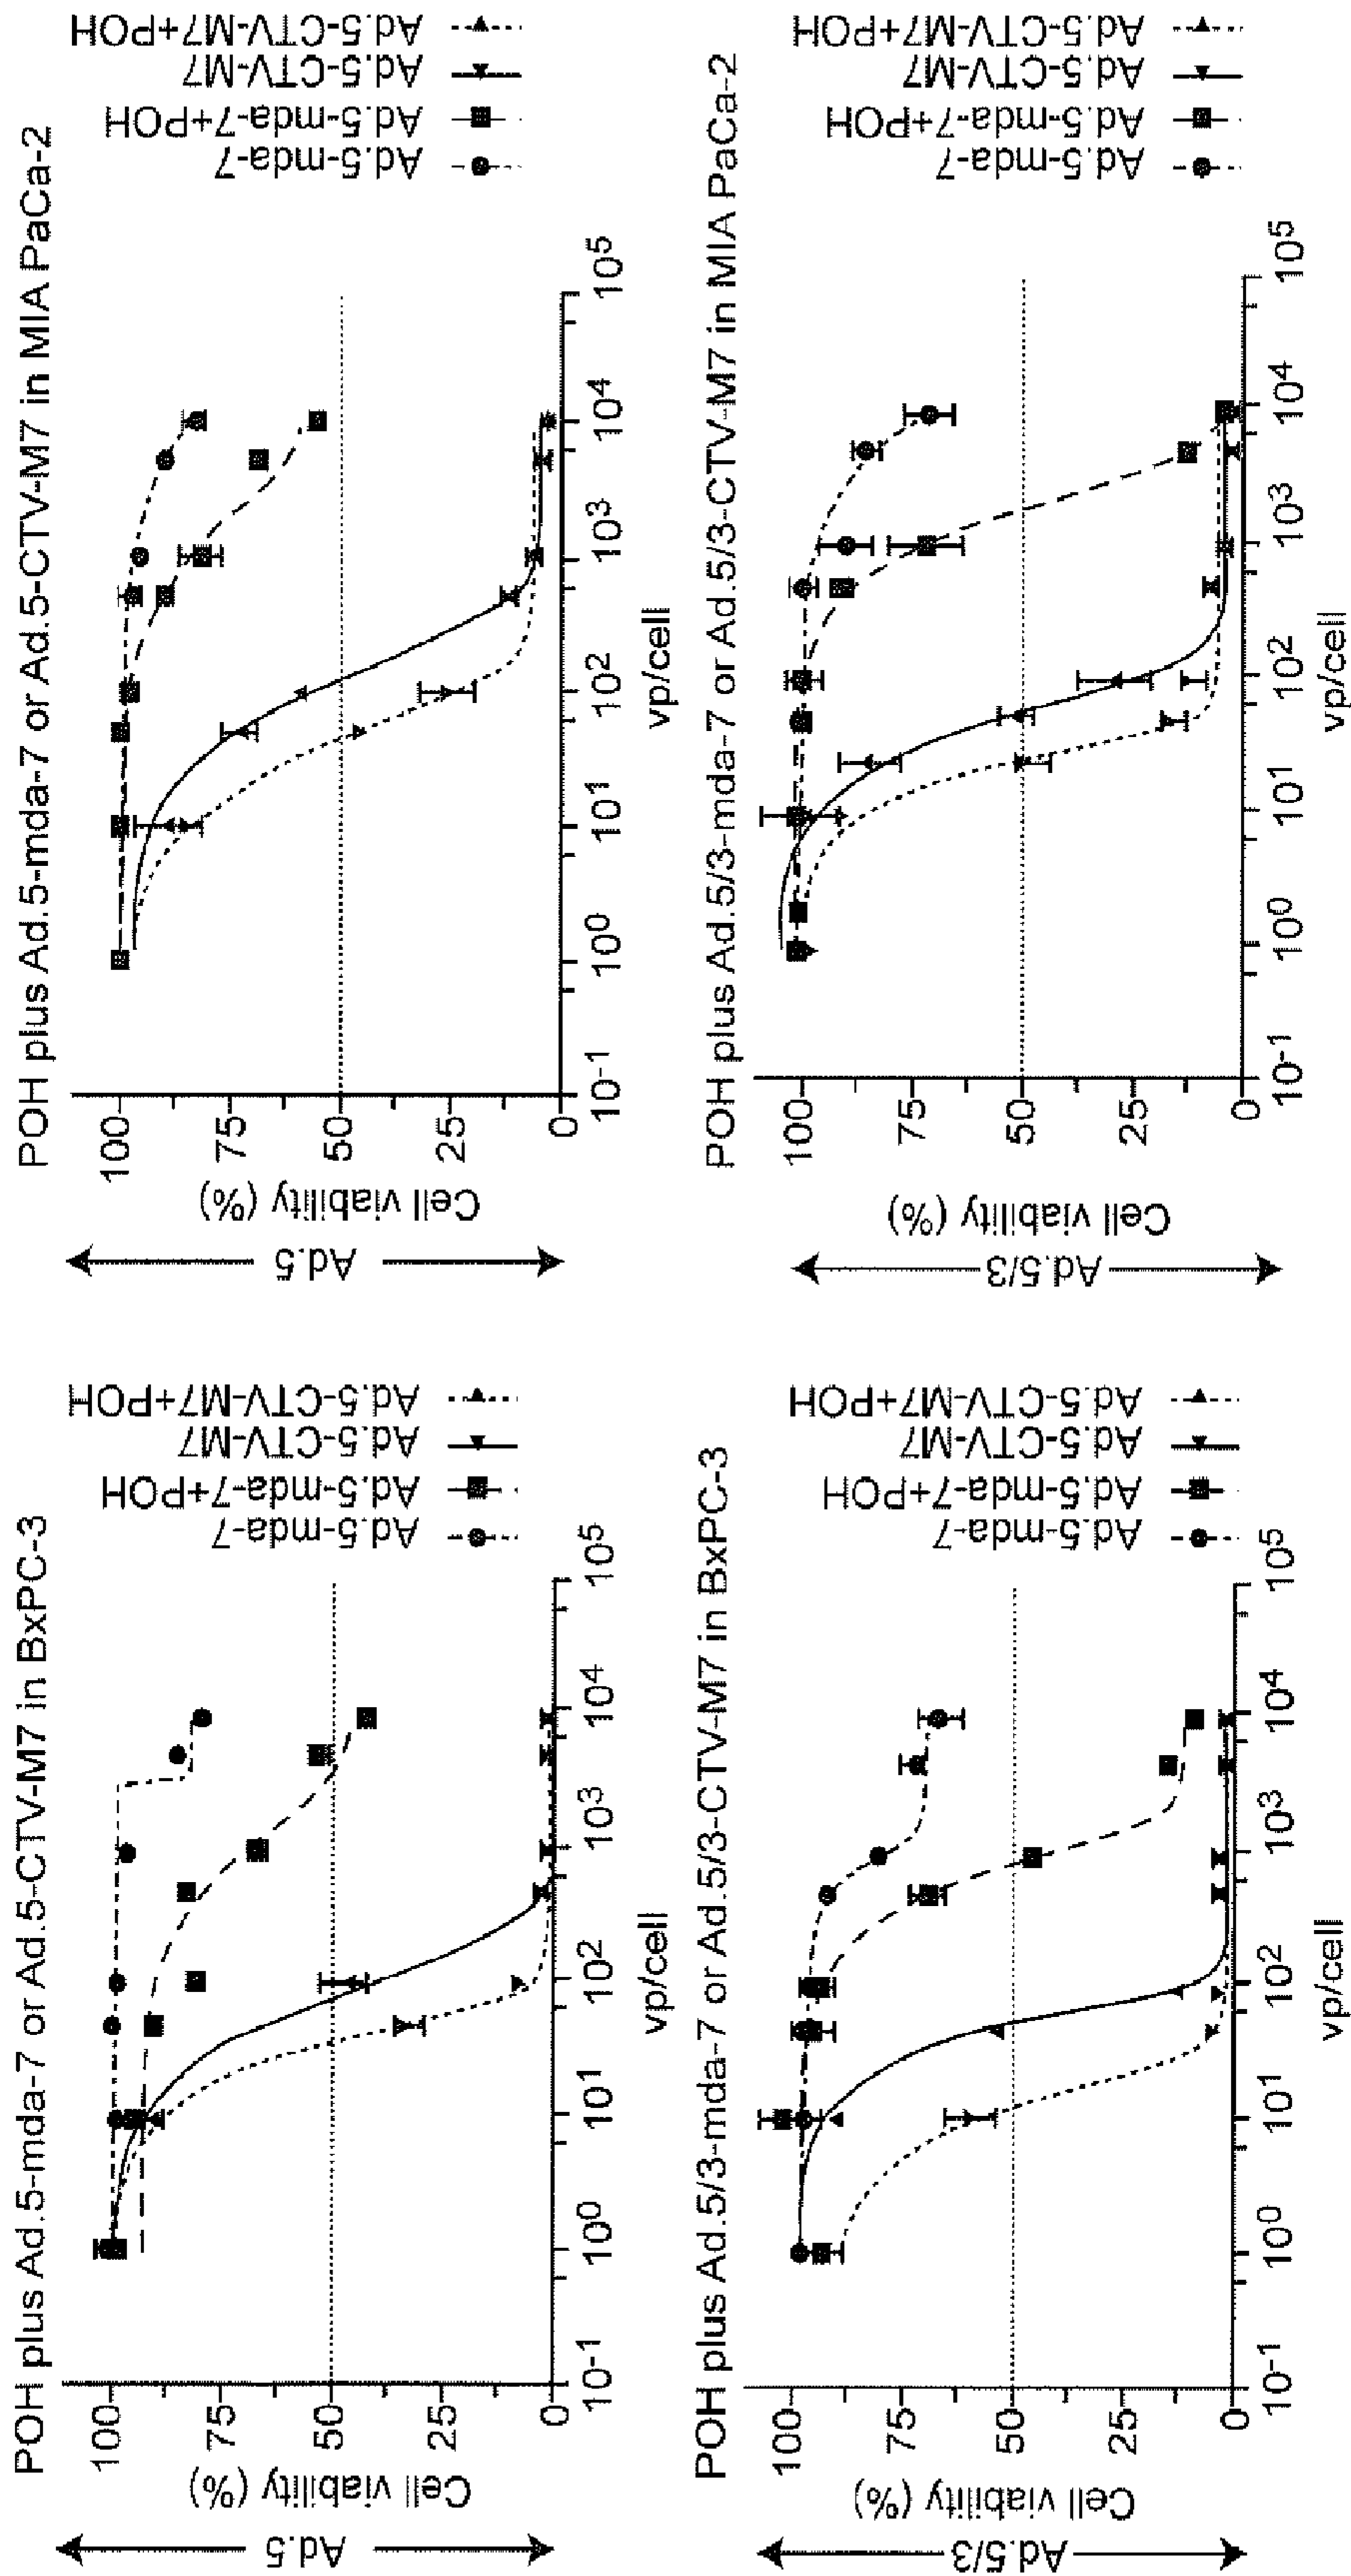 POH plus Ad.5-mda-7 or Ad.5-CTV-M7 in BxPC-3
Ad.5
Cell viability (%)
100
75
50
25
0
10-1
100
101
102
103
104
105
vp/cell
Ad.5-mda-7
Ad.5-mda-7+POH
Ad.5-CTV-M7
Ad.5-CTV-M7+POH
POH plus Ad.5-mda-7 or Ad.5-CTV-M7 in MIA PaCa-2
Ad.5
Cell viability (%)
100
75
50
25
0
10-1
100
101
102
103
104
105
vp/cell
Ad.5-mda-7
Ad.5-mda-7+POH
Ad.5-CTV-M7
Ad.5-CTV-M7+POH
POH plus Ad.5/3-mda-7 or Ad.5/3-CTV-M7 in BxPC-3
Ad.5/3
Cell viability (%)
100
75
50
25
0
10-1
100
101
102
103
104
105
vp/cell
Ad.5-mda-7
Ad.5-mda-7+POH
Ad.5-CTV-M7
Ad.5-CTV-M7+POH
POH plus Ad.5/3-mda-7 or Ad.5/3-CTV-M7 in MIA PaCa-2
Ad.5/3
Cell viability (%)
100
75
50
25
0
10-1
100
101
102
103
104
105
vp/cell
Ad.5-mda-7
Ad.5-mda-7+POH
Ad.5-CTV-M7
Ad.5-CTV-M7+POH